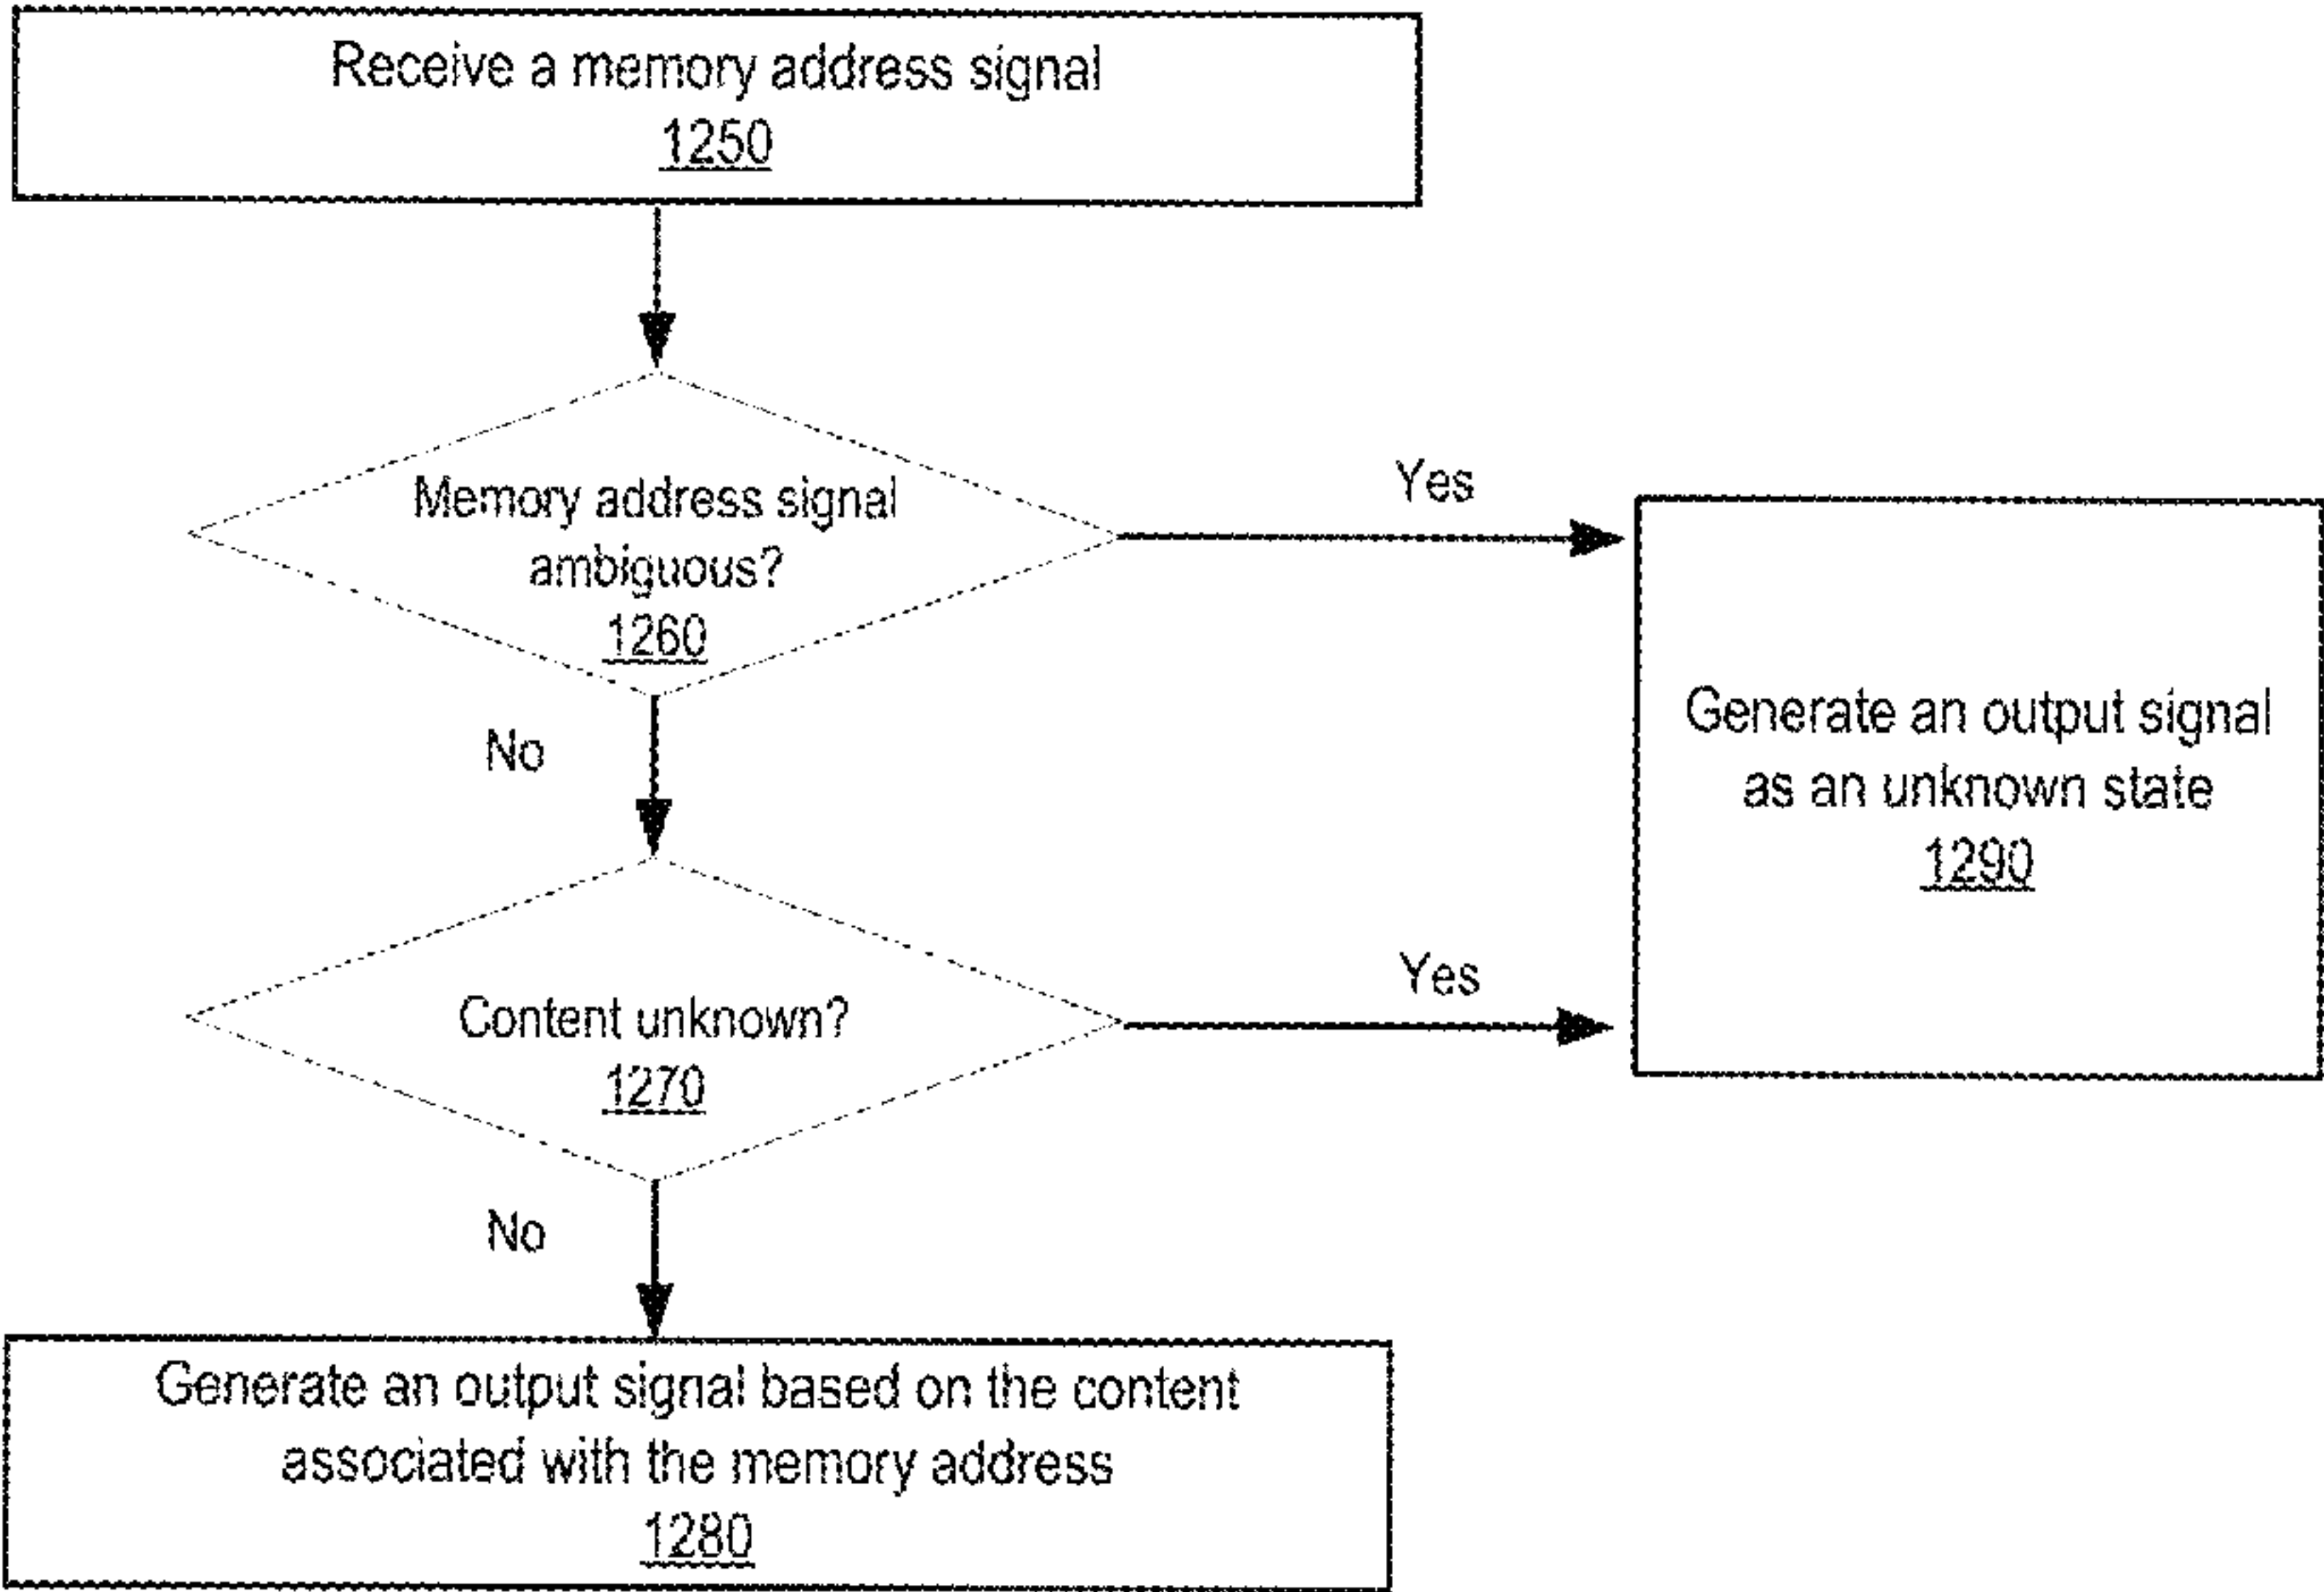 Receive a memory address signal
1250
Memory address signal
ambiguous?
1260
Yes
No
Generate an output signal
as an unknown state
1290
Content unknown?
1270
Yes
No
Generate an output signal based on the content
associated with the memory address
1280